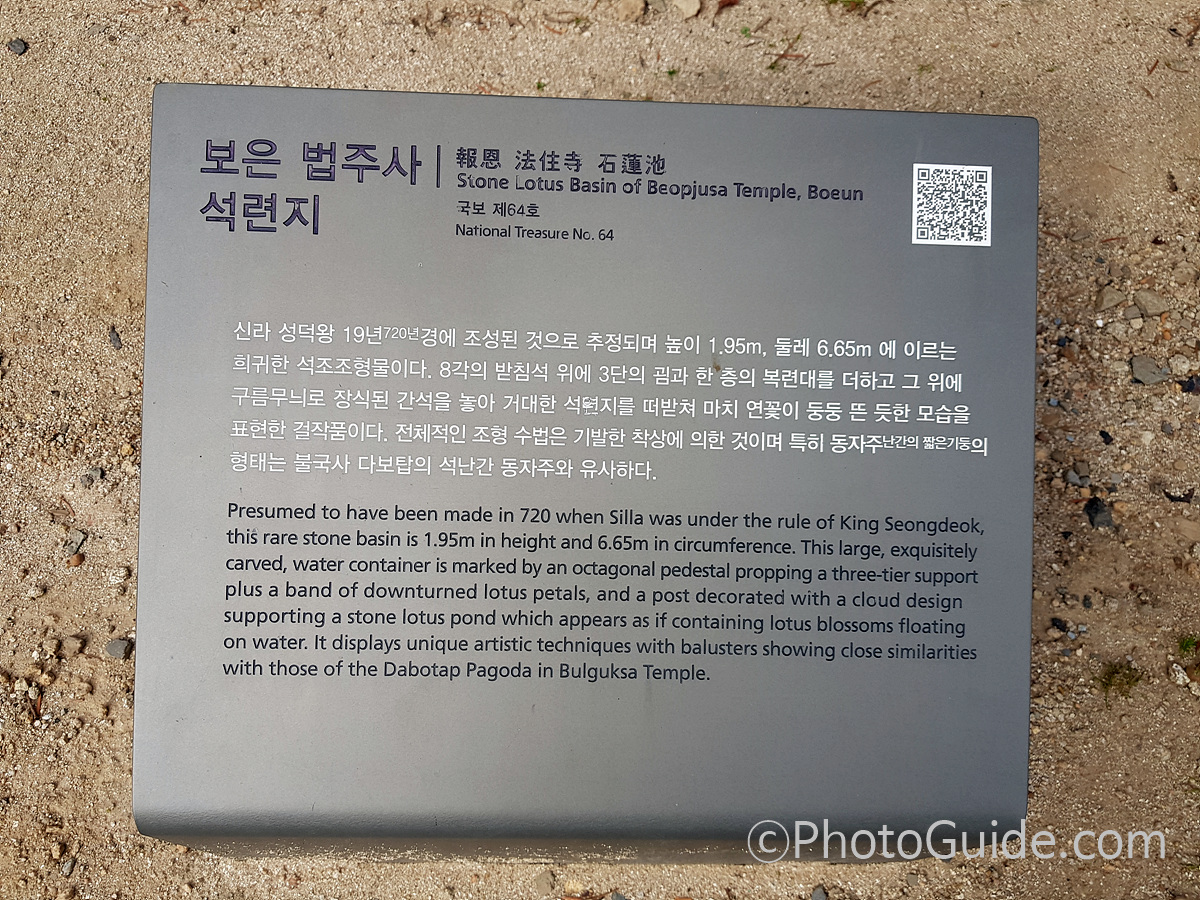 보은 법주사
석련지
報恩 法住寺 石蓮池
Stone Lotus Basin of Beopjusa Temple, Boeun
국보 제64호
National Treasure No. 64
신라 성덕왕 19년720년경에 조성된 것으로 추정되며 높이 1.95m, 둘레 6.65m 에 이르는
희귀한 석조조형물이다. 8각의 받침석 위에 3단의 굄과 한 층의 복련대를 더하고 그 위에
구름무늬로 장식된 간석을 놓아 거대한 석련지를 떠받쳐 마치 연꽃이 둥둥 뜬 듯한 모습을
표현한 걸작품이다. 전체적인 조형 수법은 기발한 착상에 의한 것이며 특히 동자주난간의 짧은기둥의
형태는 불국사 다보탑의 석난간 동자주와 유사하다.
Presumed to have been made in 720 when Silla was under the rule of King Seongdeok,
this rare stone basin is 1.95m in height and 6.65m in circumference. This large, exquisitely
carved, water container is marked by an octagonal pedestal propping a three-tier support
plus a band of downturned lotus petals, and a post decorated with a cloud design
supporting a stone lotus pond which appears as if containing lotus blossoms floating
on water. It displays unique artistic techniques with balusters showing close similarities
with those of the Dabotap Pagoda in Bulguksa Temple.
©PhotoGuide.com